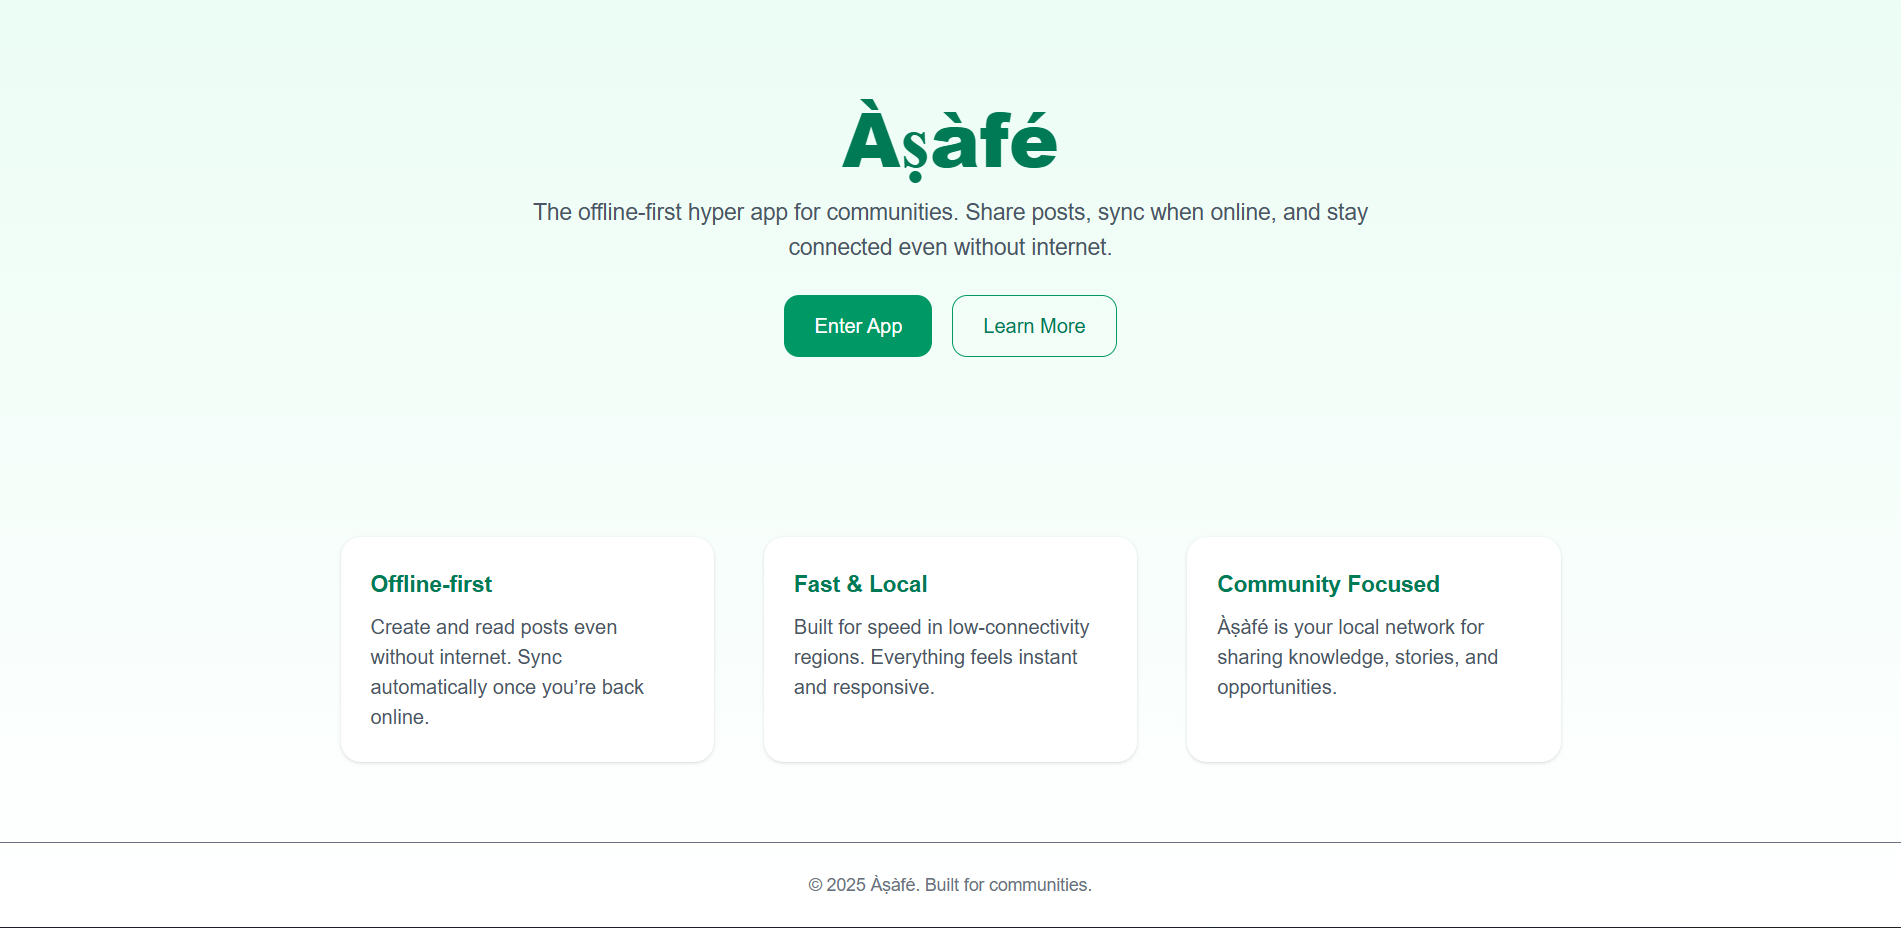 Àṣàfé
The offline-first hyper app for communities. Share posts, sync when online, and stay
connected even without internet.
Enter App
Learn More
Offline-first
Create and read posts even
without internet. Sync
automatically once you’re back
online.
Fast & Local
Built for speed in low-connectivity
regions. Everything feels instant
and responsive.
Community Focused
Àṣàfé is your local network for
sharing knowledge, stories, and
opportunities.
© 2025 Àṣàfé. Built for communities.